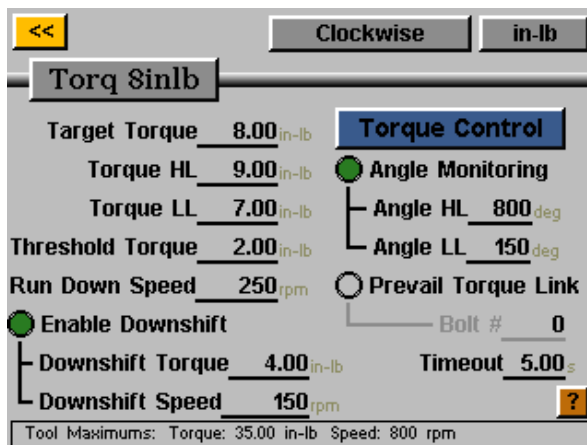 << Clockwise in-lb
Torq 8inlb
Target Torque 8.00 in-lb
Torque HL 9.00 in-lb
Torque LL 7.00 in-lb
Threshold Torque 2.00 in-lb
Run Down Speed 250 rpm
Enable Downshift
Downshift Torque 4.00 in-lb
Downshift Speed 150 rpm
Torque Control
Angle Monitoring
Angle HL 800 deg
Angle LL 150 deg
Prevail Torque Link
Bolt # 0
Timeout 5.00 s
?
Tool Maximums: Torque: 35.00 in-lb Speed: 800 rpm